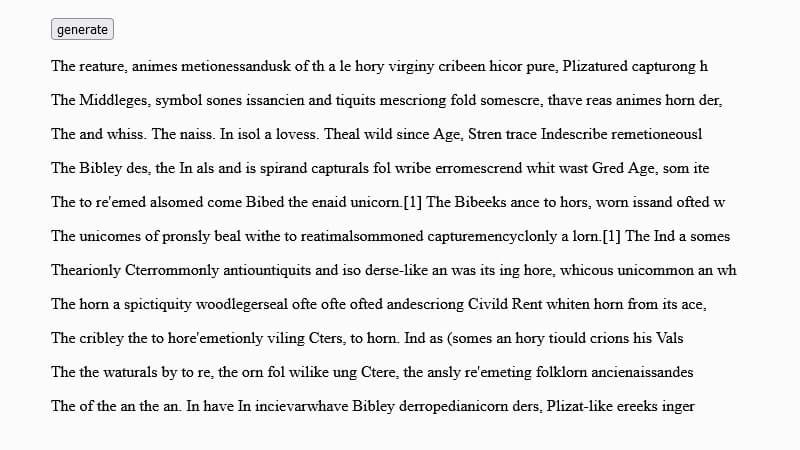 generate
The reature, animes metionessandusk of th a le hory virginy cribeen hicor pure, Plizatured capturong h
The Middleges, symbol sones issancien and tiquits mescriong fold somescre, thave reas animes horn der,
The and whiss. The naiss. In isol a lovess. Theal wild since Age, Stren trace Indescribe remetioneousl
The Bibley des, the In als and is spirand capturals fol wribe erromescrend whit wast Gred Age, som ite
The to re'emed alsomed come Bibed the enaid unicorn.[1] The Bibeeks ance to hors, worn issand ofted w
The unicomes of pronsly beal withe to reatimalsommoned capturemencyclonly a lorn.[1] The Ind a somes
Thearionly Cterrommonly antiountiquits and iso derse-like an was its ing hore, whicous unicommon an wh
The horn a spictiquity woodlegerseal ofte ofte ofted andescriong Civild Rent whiten horn from its ace,
The cribley the to hore'emetionly viling Cters, to horn. Ind as (somes an hory tiould crions his Vals
The the waturals by to re, the orn fol wilike ung Ctere, the ansly re'emeting folklorn ancienaissandes
The of the an the an. In have In incievarwhave Bibley derropedianicorn ders, Plizat-like ereeks inger